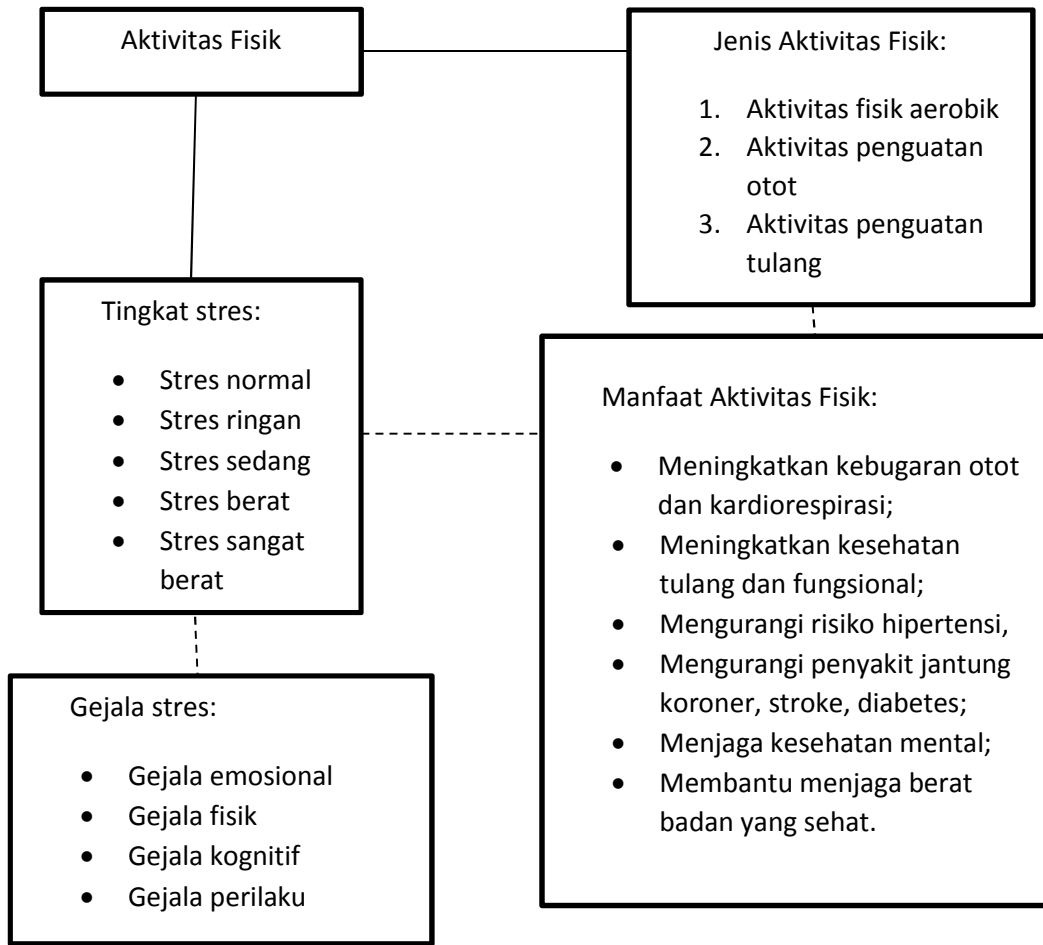 Aktivitas Fisik
Jenis Aktivitas Fisik:
1. Aktivitas fisik aerobik
2. Aktivitas penguatan
otot
3. Aktivitas penguatan
tulang
Tingkat stres:
• Stres normal
• Stres ringan
• Stres sedang
• Stres berat
• Stres sangat
berat
Manfaat Aktivitas Fisik:
• Meningkatkan kebugaran otot
dan kardiorespirasi;
• Meningkatkan kesehatan
tulang dan fungsional;
• Mengurangi risiko hipertensi,
• Mengurangi penyakit jantung
koroner, stroke, diabetes;
• Menjaga kesehatan mental;
• Membantu menjaga berat
badan yang sehat.
Gejala stres:
• Gejala emosional
• Gejala fisik
• Gejala kognitif
• Gejala perilaku